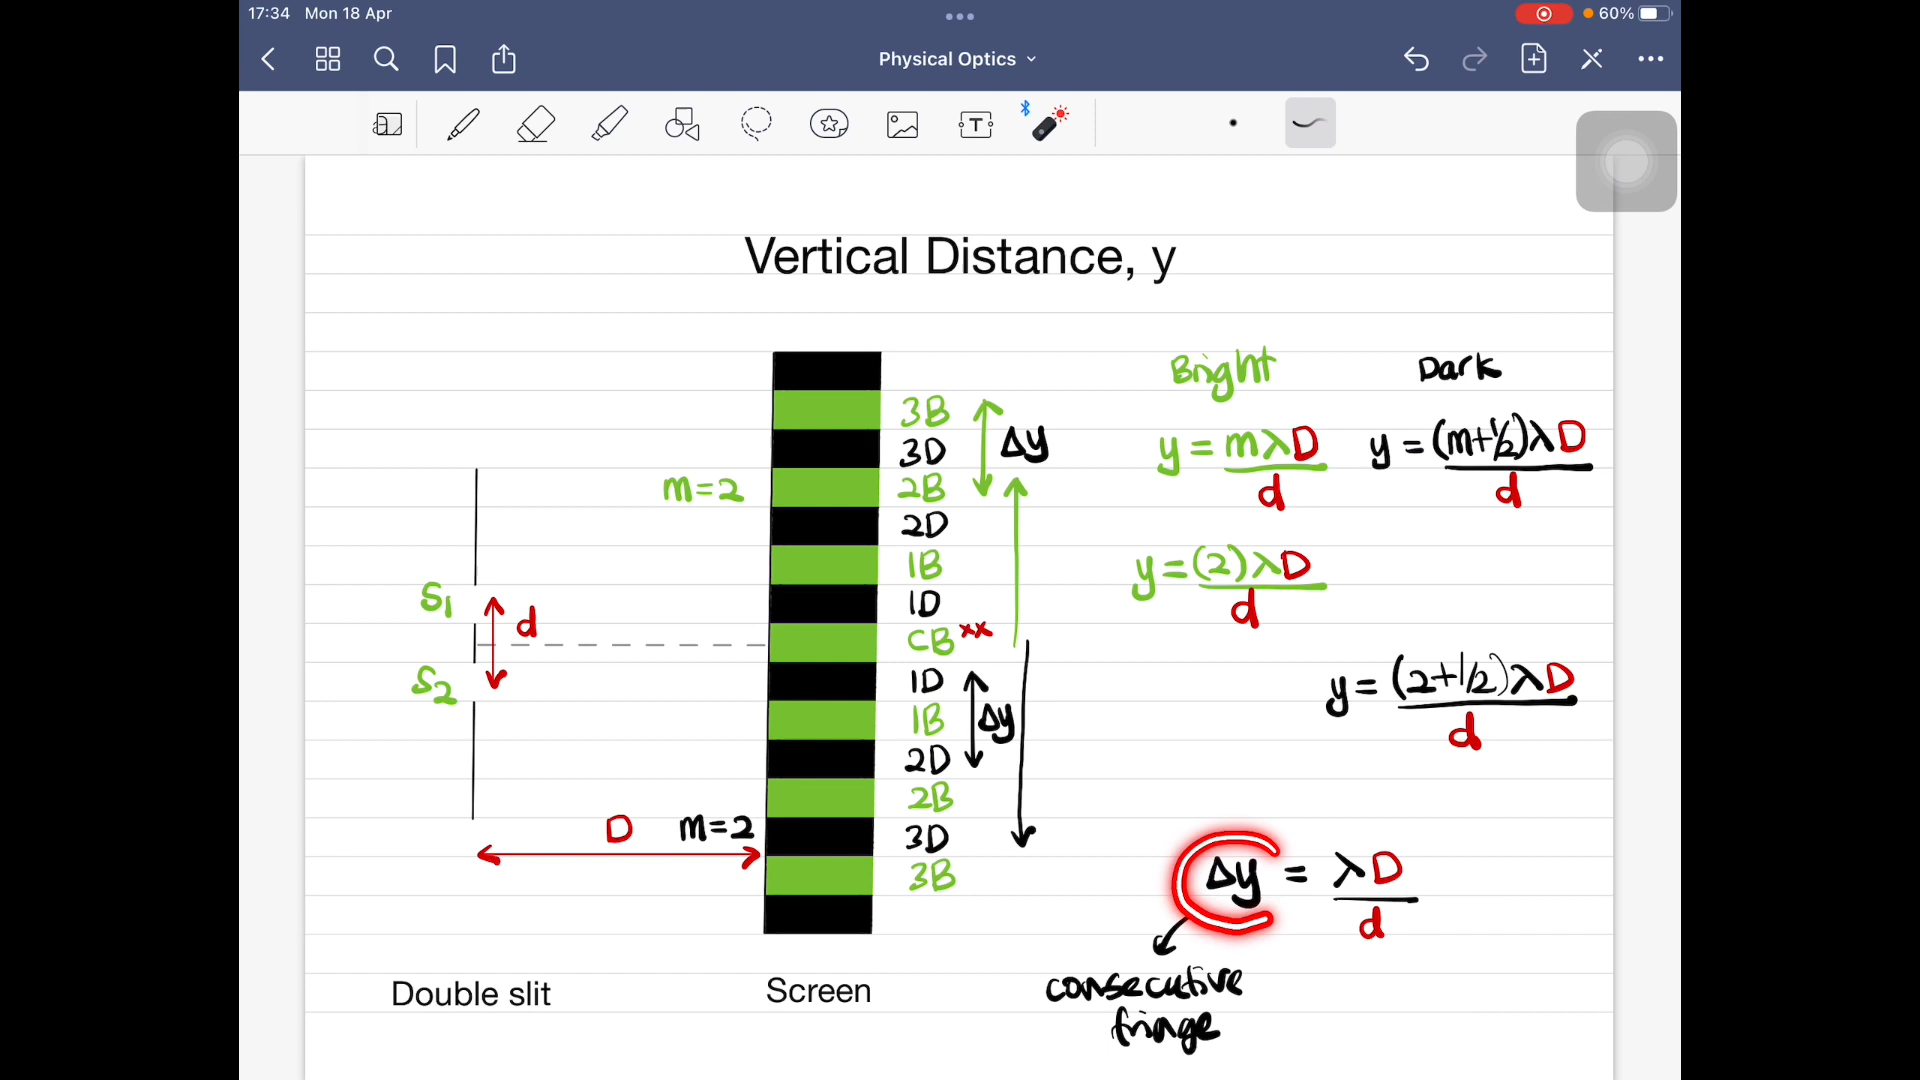 17:34 Mon 18 Apr
60%
Physical Optics
T
Vertical Distance, y
Bright
Dark
3B
Δy
3D
y = mλD/d
y = (m+1/2)λD/d
m=2
2B
2D
1B
y=(2)λD/d
S1
1D
d
CB xx
S2
1D
y=(2+1/2)λD/d
1B
Δy
2D
2B
D
m=2
3D
3B
Δy = λD/d
consecutive
fringe
Double slit
Screen